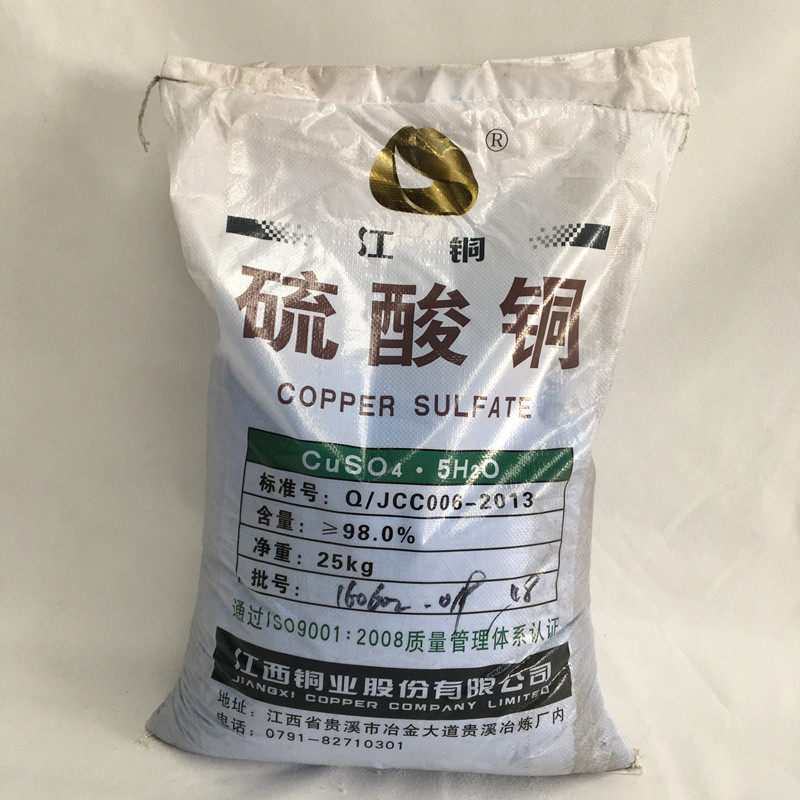 ®
江铜
硫酸铜
COPPER SULFATE
CuSO4·5H2O
标准号：Q/JCC006-2013
含量：≥98.0%
净重：25kg
批号：
通过ISO9001:2008质量管理体系认证
江西铜业股份有限公司
JIANGXI COPPER COMPANY LIMITED
地址：江西省贵溪市冶金大道贵溪冶炼厂内
电话：0791-82710301